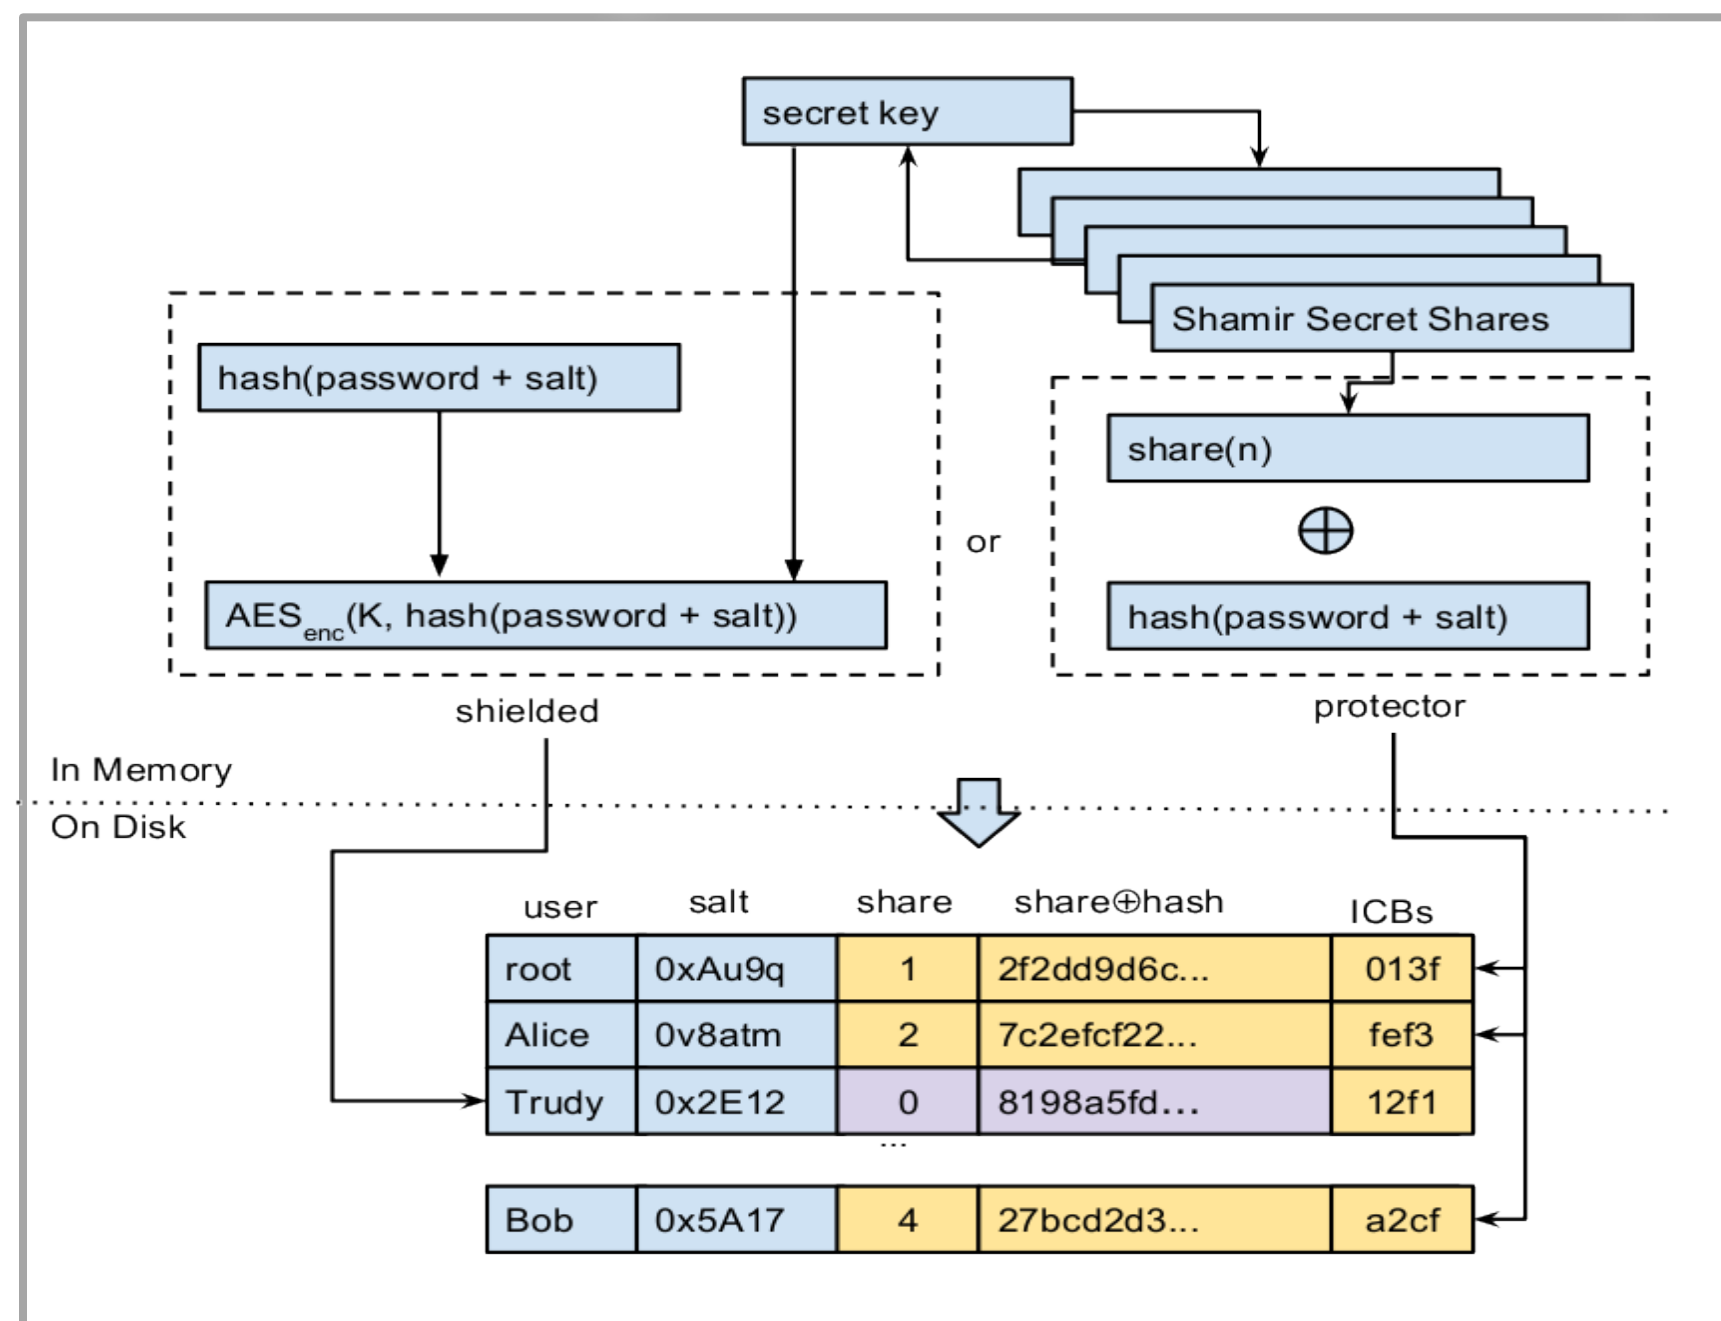 secret key
Shamir Secret Shares
hash(password + salt)
AESenc(K, hash(password + salt))
shielded
or
share(n)
⊕
hash(password + salt)
protector
In Memory
On Disk
user salt share share⊕hash ICBs
root 0xAu9q 1 2f2dd9d6c... 013f
Alice 0v8atm 2 7c2efcf22... fef3
Trudy 0x2E12 0 8198a5fd... 12f1
...
Bob 0x5A17 4 27bcd2d3... a2cf